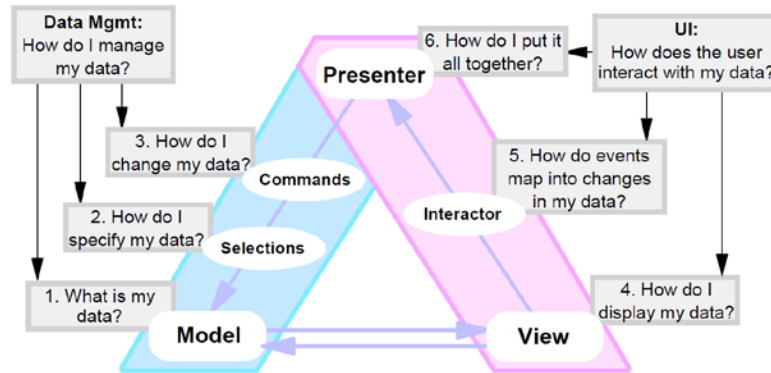 Data Mgmt:
How do I manage
my data?
6. How do I put it
all together?
UI:
How does the user
interact with my data?
Presenter
3. How do I
change my data?
Commands
5. How do events
map into changes
in my data?
2. How do I
specify my data?
Interactor
Selections
1. What is my
data?
4. How do I
display my data?
Model
View